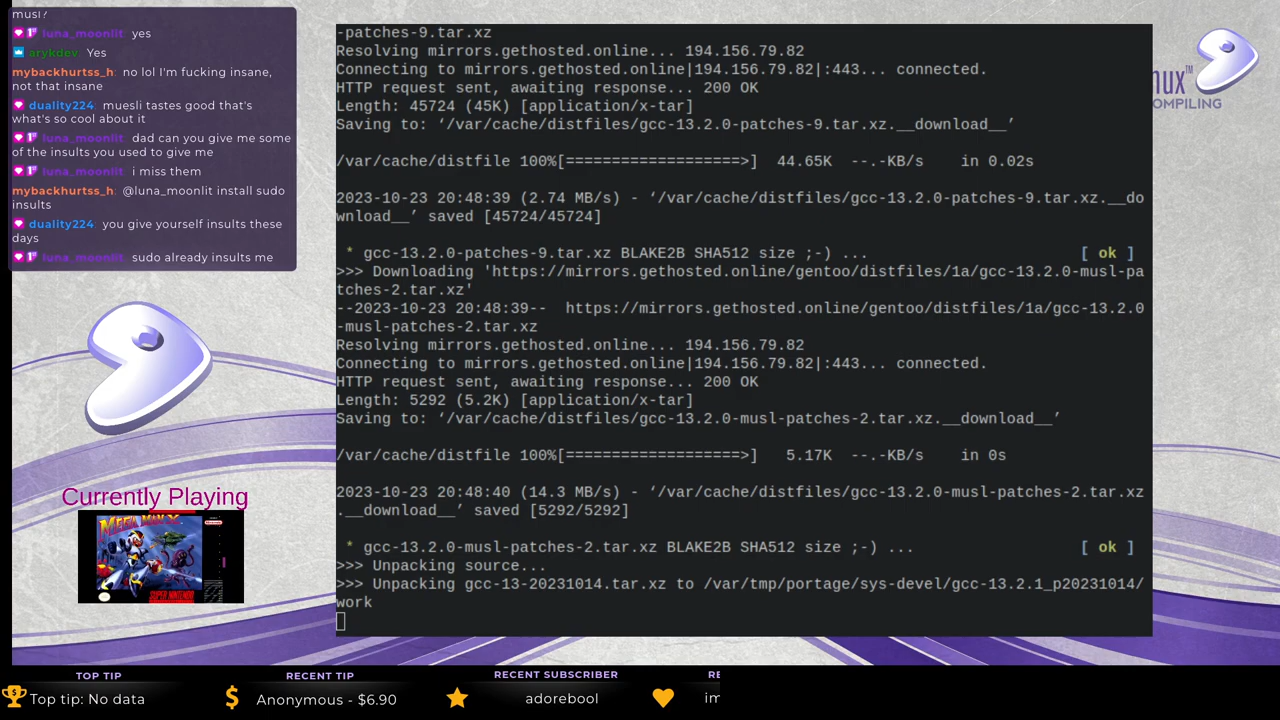 musl?
luna_moonlit yes
arykdev Yes
mybackhurtss_h: no lol I'm fucking insane,
not that insane
duality224: muesli tastes good that's
what's so cool about it
luna_moonlit dad can you give me some
of the insults you used to give me
luna_moonlit i miss them
mybackhurtss_h: @luna_moonlit install sudo
insults
duality224: you give yourself insults these
days
luna_moonlit sudo already insults me
-patches-9.tar.xz
Resolving mirrors.gethosted.online... 194.156.79.82
Connecting to mirrors.gethosted.online|194.156.79.82|:443... connected.
HTTP request sent, awaiting response... 200 OK
Length: 45724 (45K) [application/x-tar]
Saving to: ‘/var/cache/distfiles/gcc-13.2.0-patches-9.tar.xz.__download__’
/var/cache/distfile 100%[===================>]  44.65K  --.-KB/s    in 0.02s
2023-10-23 20:48:39 (2.74 MB/s) - ‘/var/cache/distfiles/gcc-13.2.0-patches-9.tar.xz.__do
wnload__’ saved [45724/45724]
* gcc-13.2.0-patches-9.tar.xz BLAKE2B SHA512 size ;-) ... [ ok ]
>>> Downloading 'https://mirrors.gethosted.online/gentoo/distfiles/1a/gcc-13.2.0-musl-pa
tches-2.tar.xz'
--2023-10-23 20:48:39--  https://mirrors.gethosted.online/gentoo/distfiles/1a/gcc-13.2.0
-musl-patches-2.tar.xz
Resolving mirrors.gethosted.online... 194.156.79.82
Connecting to mirrors.gethosted.online|194.156.79.82|:443... connected.
HTTP request sent, awaiting response... 200 OK
Length: 5292 (5.2K) [application/x-tar]
Saving to: ‘/var/cache/distfiles/gcc-13.2.0-musl-patches-2.tar.xz.__download__’
/var/cache/distfile 100%[===================>]   5.17K  --.-KB/s    in 0s
2023-10-23 20:48:40 (14.3 MB/s) - ‘/var/cache/distfiles/gcc-13.2.0-musl-patches-2.tar.xz
.__download__’ saved [5292/5292]
* gcc-13.2.0-musl-patches-2.tar.xz BLAKE2B SHA512 size ;-) ... [ ok ]
>>> Unpacking source...
>>> Unpacking gcc-13-20231014.tar.xz to /var/tmp/portage/sys-devel/gcc-13.2.1_p20231014/
work
nux™
OMPILING
Currently Playing
MEGA MAN X
SUPER NINTENDO
TOP TIP
Top tip: No data
RECENT TIP
Anonymous - $6.90
RECENT SUBSCRIBER
adorebool
RE
im